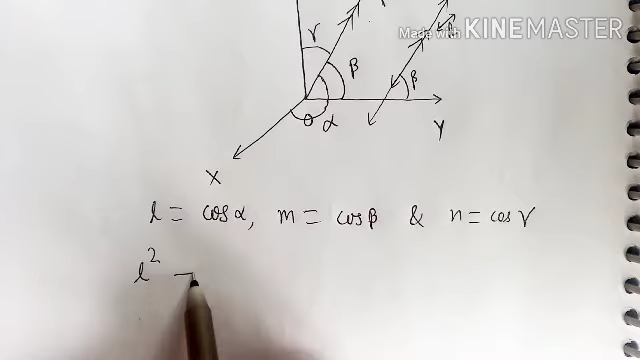 Made with KINEMASTER
γ
β
β
α
O
Y
X
l = cos α, m = cos β & n = cos γ
l² –